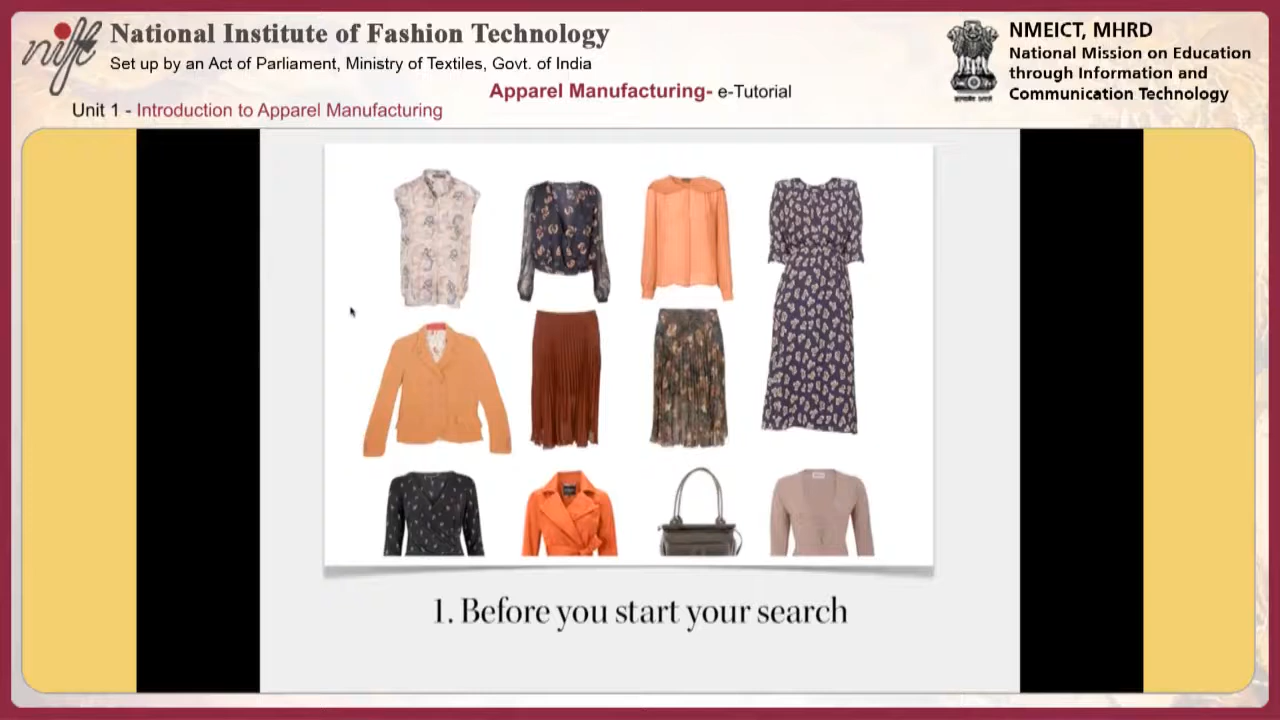 nift
National Institute of Fashion Technology
Set up by an Act of Parliament, Ministry of Textiles, Govt. of India
Apparel Manufacturing- e-Tutorial
Unit 1 - Introduction to Apparel Manufacturing
NMEICT, MHRD
National Mission on Education
through Information and
Communication Technology
1. Before you start your search